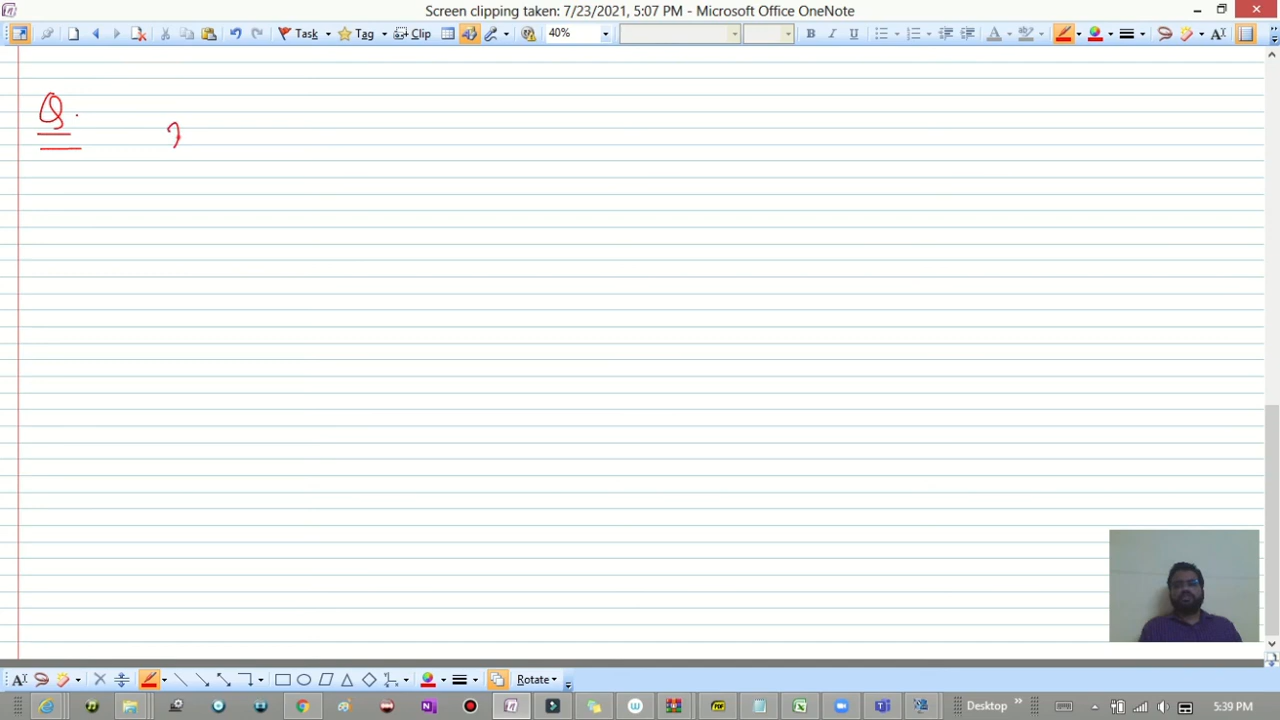 Screen clipping taken: 7/23/2021, 5:07 PM - Microsoft Office OneNote
Task Tag Clip 40% B I U
Q.
Rotate
Desktop 5:39 PM